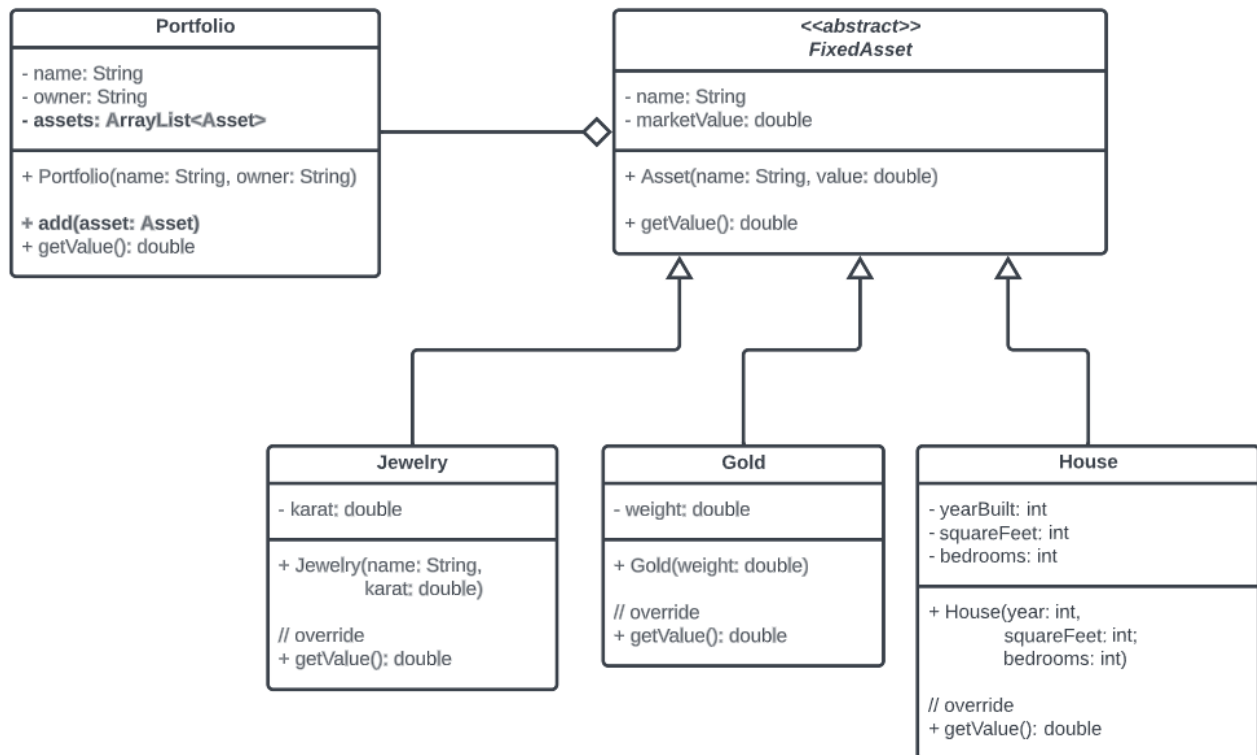 Portfolio
- name: String
- owner: String
- assets: ArrayList<Asset>
+ Portfolio(name: String, owner: String)
+ add(asset: Asset)
+ getValue(): double
<<abstract>>
FixedAsset
- name: String
- marketValue: double
+ Asset(name: String, value: double)
+ getValue(): double
Jewelry
- karat: double
+ Jewelry(name: String,
karat: double)
// override
+ getValue(): double
Gold
- weight: double
+ Gold(weight: double)
// override
+ getValue(): double
House
- yearBuilt: int
- squareFeet: int
- bedrooms: int
+ House(year: int,
squareFeet: int;
bedrooms: int)
// override
+ getValue(): double